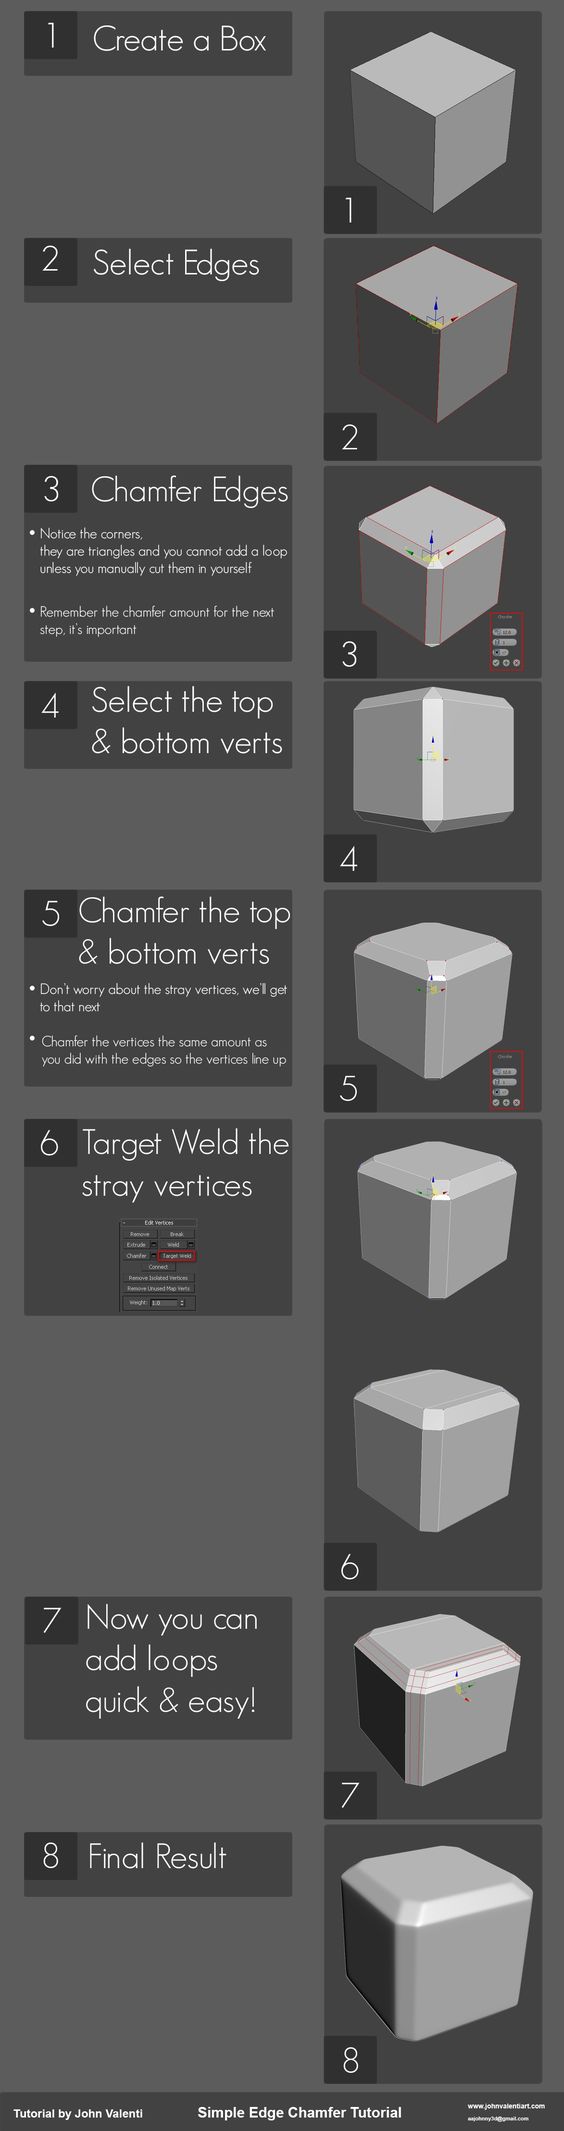 1
Create a Box
1
2
Select Edges
2
3
Chamfer Edges
• Notice the corners,
they are triangles and you cannot add a loop
unless you manually cut them in yourself
• Remember the chamfer amount for the next
step, it's important
3
4
Select the top
& bottom verts
4
5
Chamfer the top
& bottom verts
• Don't worry about the stray vertices, we'll get
to that next
• Chamfer the vertices the same amount as
you did with the edges so the vertices line up
5
6
Target Weld the
stray vertices
- Edit Vertices
Remove Break
Extrude Weld
Chamfer Target Weld
Connect
Remove Isolated Vertices
Remove Unused Map Verts
Weight: 1.0
6
7
Now you can
add loops
quick & easy!
7
8
Final Result
8
Tutorial by John Valenti
Simple Edge Chamfer Tutorial
www.johnvalentiart.com
aajohnny3d@gmail.com